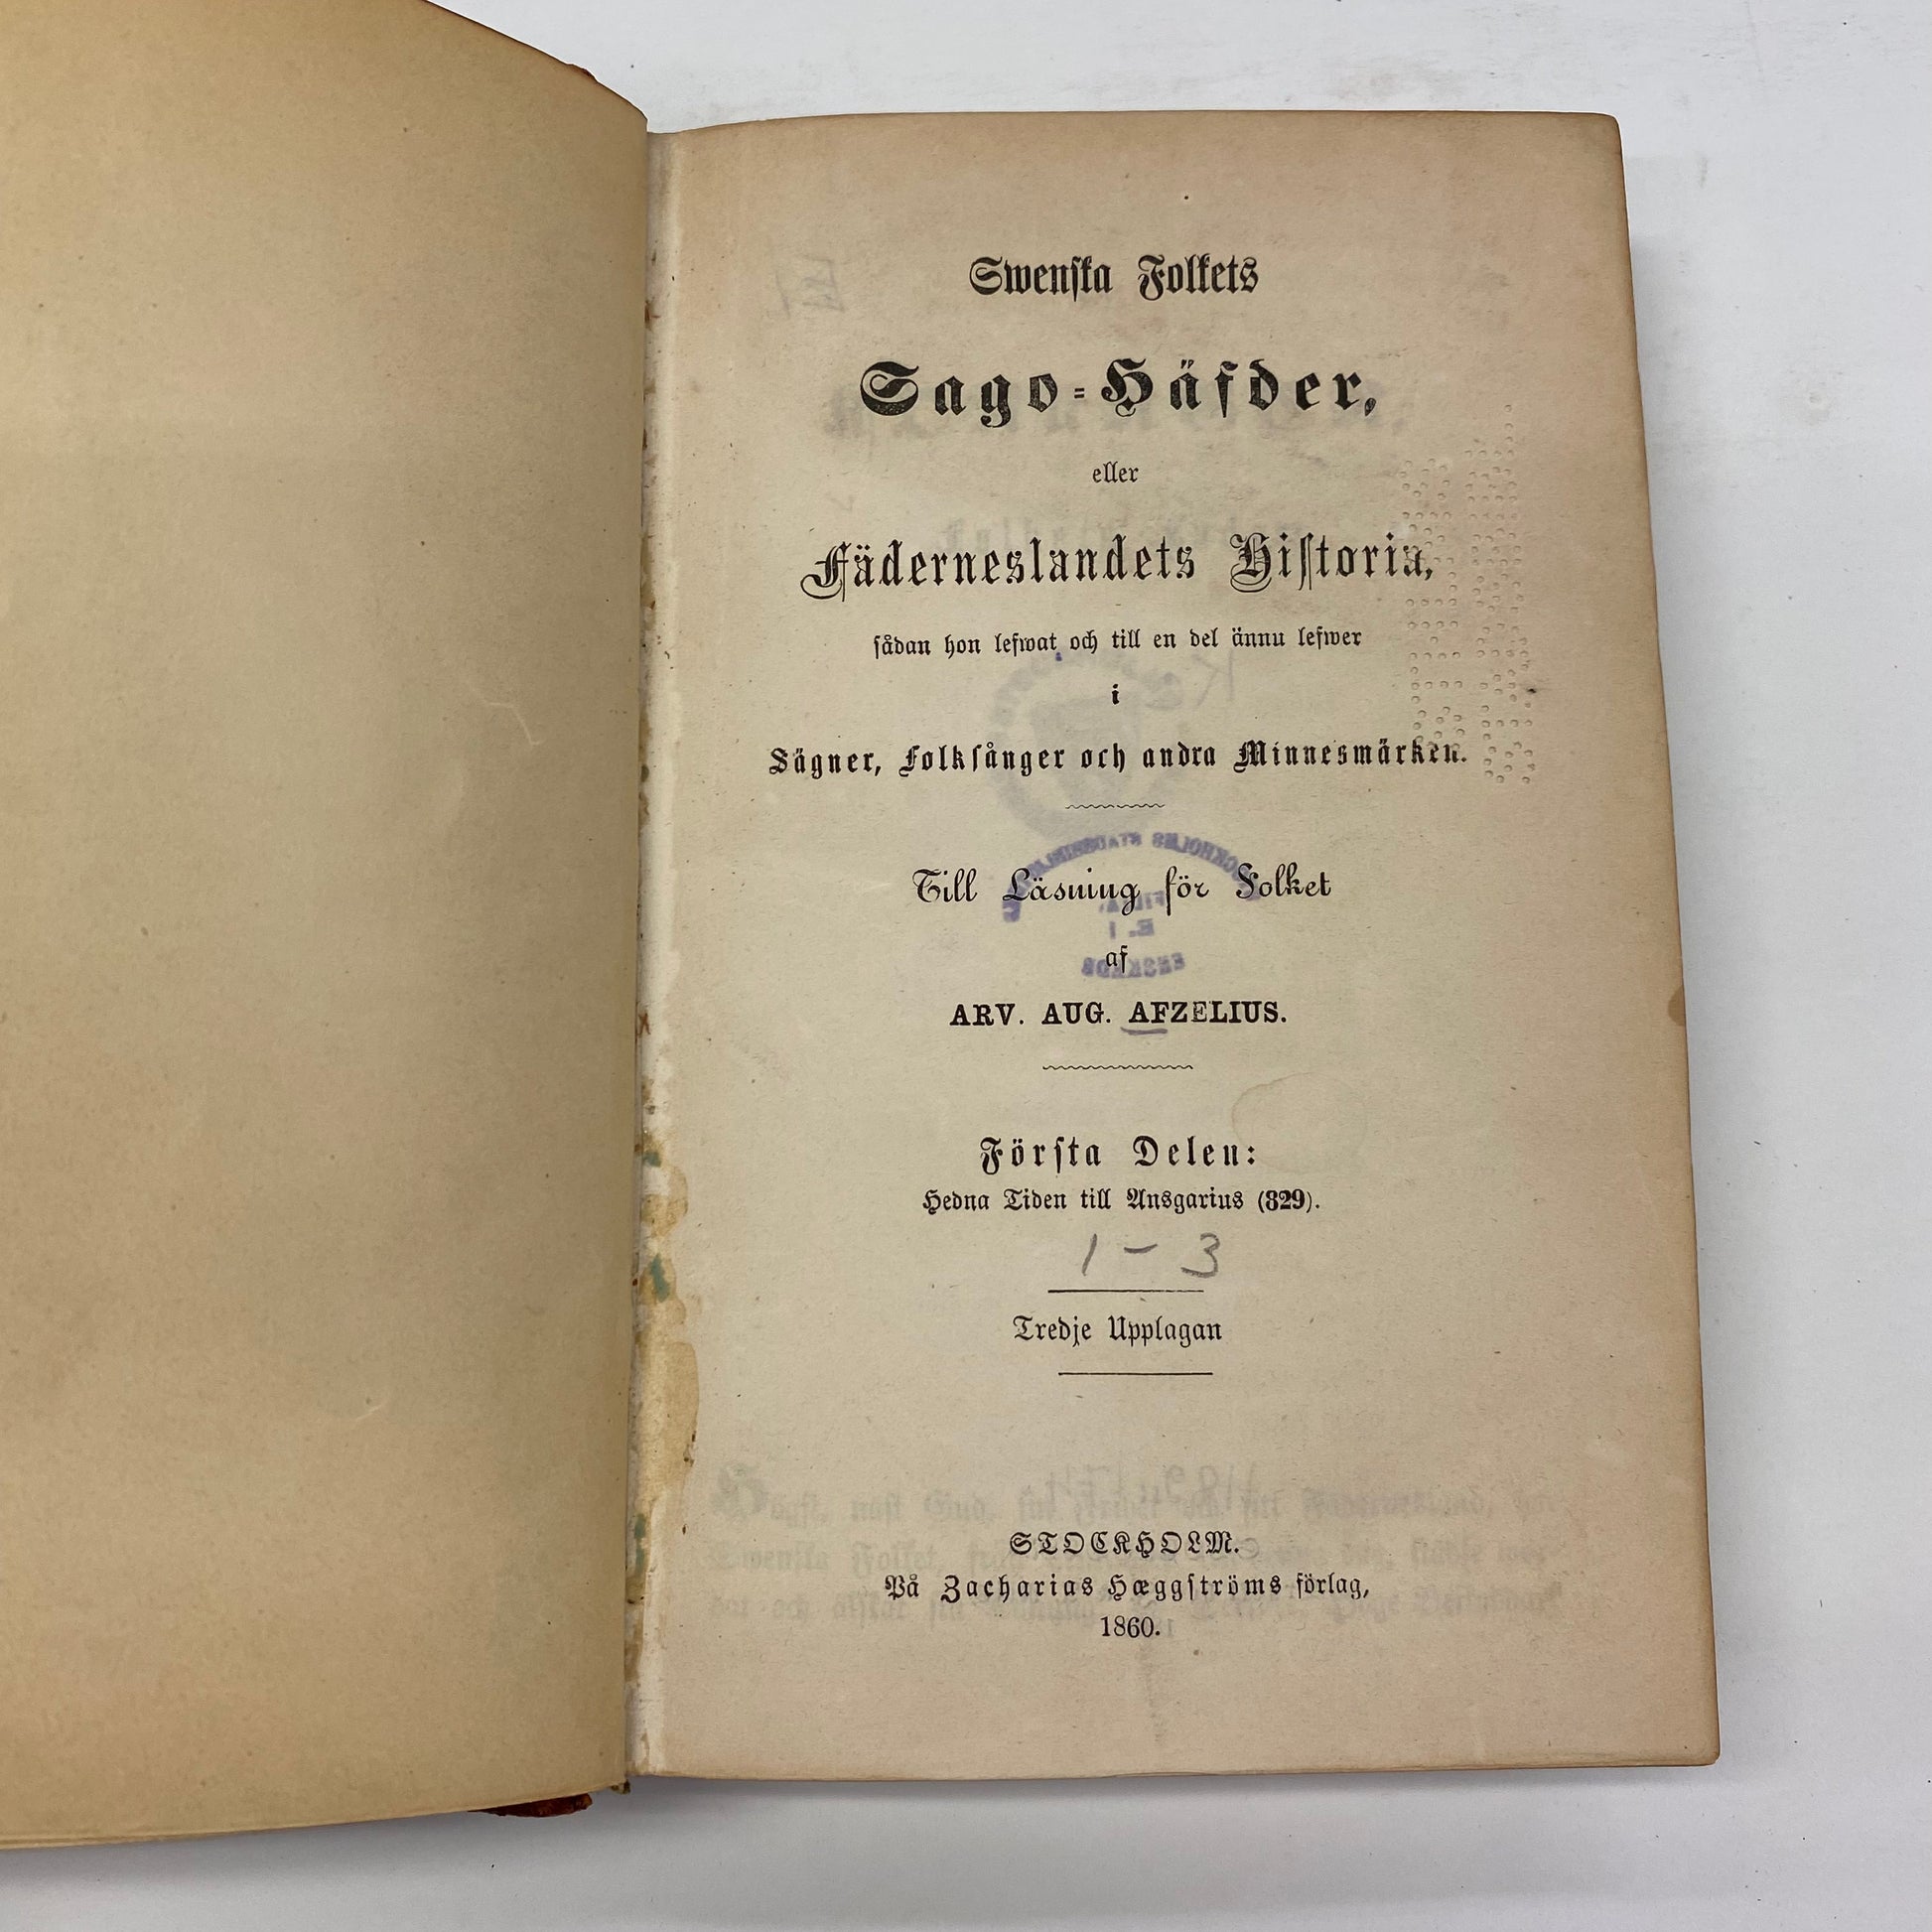 Swenska Folkets
Sago-Häfder,
eller
Fäderneslandets Historia,
sådan hon lefwat och till en del ännu lefwer
i
Sägner, Folksånger och andra Minnesmärken.
Till Läsning för Folket
af
ARV. AUG. AFZELIUS.
Första Delen:
Hedna Tiden till Ansgarius (829).
1 - 3
Tredje Upplagan
STOCKHOLM.
På Zacharias Hæggströms förlag,
1860.